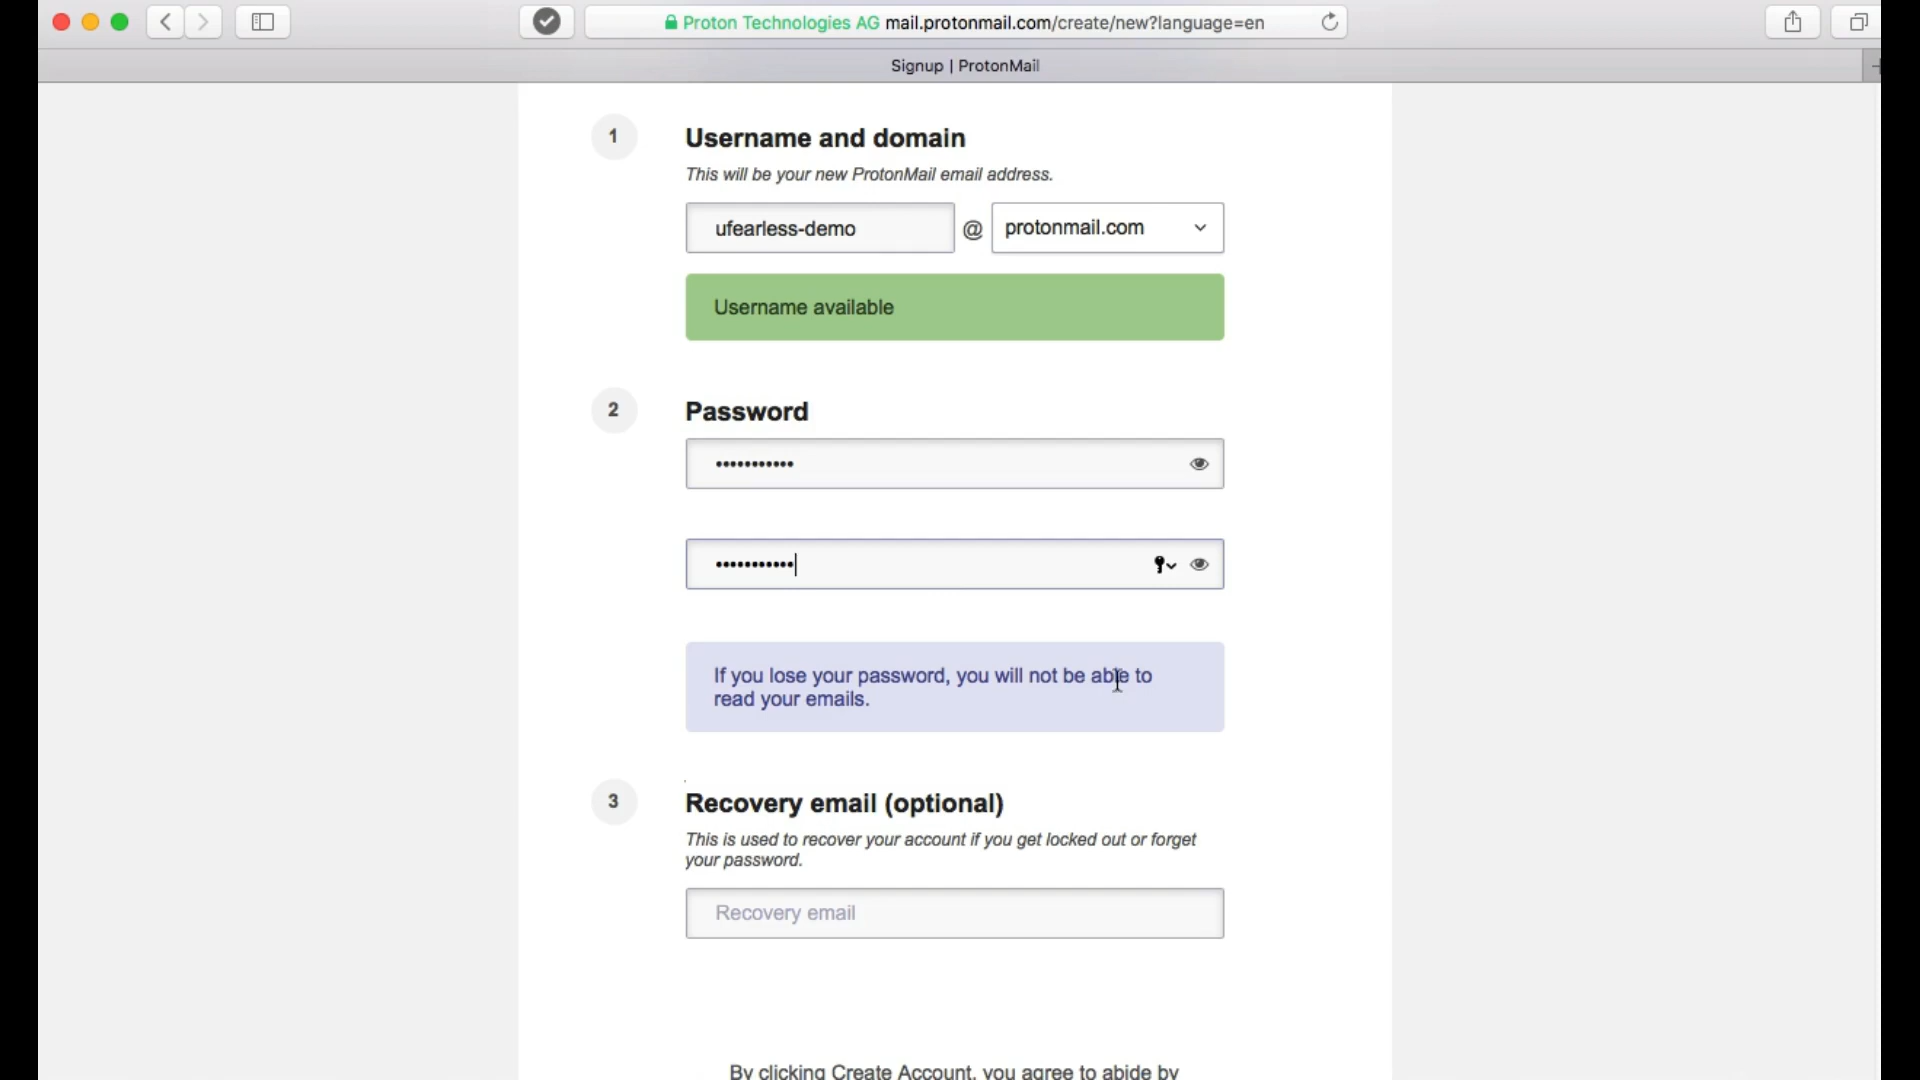 Proton Technologies AG mail.protonmail.com/create/new?language=en
Signup | ProtonMail
1
Username and domain
This will be your new ProtonMail email address.
ufearless-demo @ protonmail.com
Username available
2
Password
•••••••••••
•••••••••••
If you lose your password, you will not be able to
read your emails.
3
Recovery email (optional)
This is used to recover your account if you get locked out or forget
your password.
Recovery email
By clicking Create Account, you agree to abide by